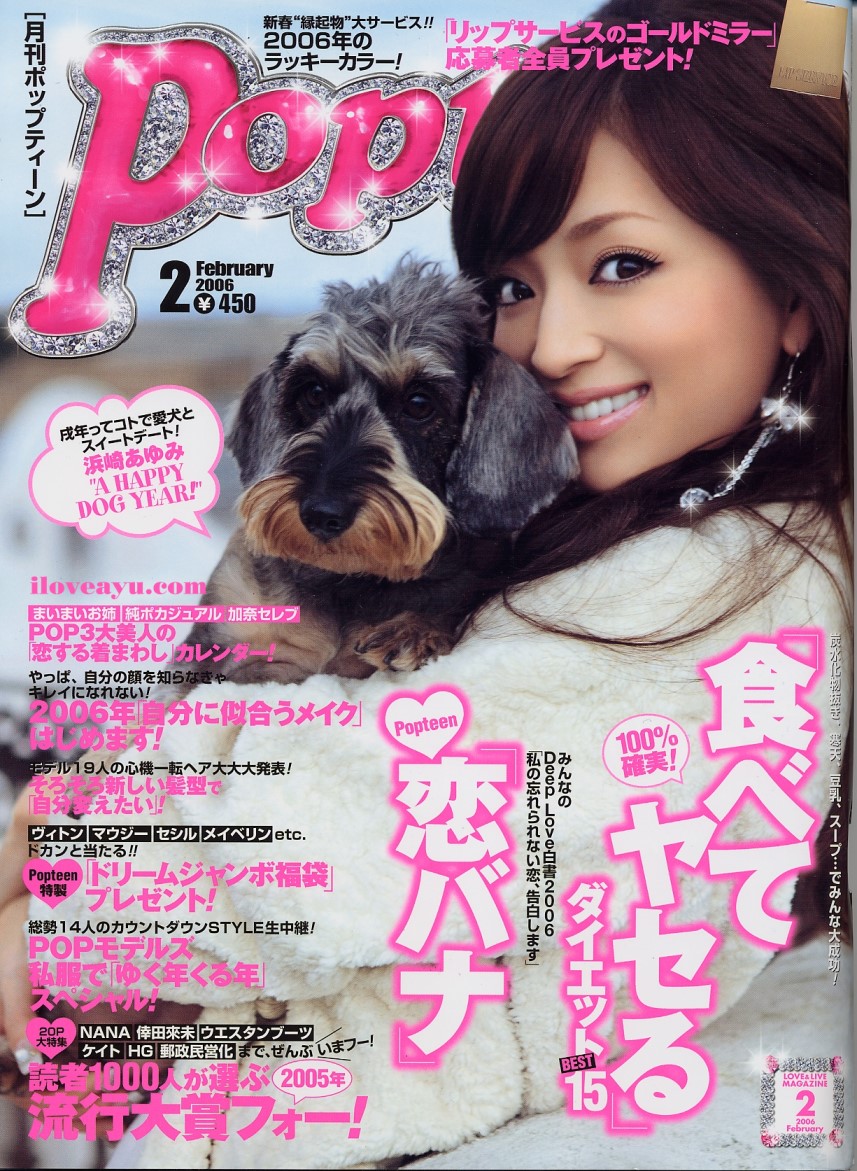 [月刊ポップティーン]
新春“縁起物”大サービス!!
2006年の
ラッキーカラー!
「リップサービスのゴールドミラー」
応募者全員プレゼント!
LIP SERVICE
Popt
2 February
2006
¥450
戌年ってコトで愛犬と
スイートデート!
浜崎あゆみ
"A HAPPY
DOG YEAR!"
iloveayu.com
まいまいお姉 純ポカジュアル 加奈セレブ
POP3大美人の
「恋する着まわし」カレンダー!
やっぱ、自分の顔を知らなきゃ
キレイになれない!
2006年「自分に似合うメイク」
はじめます!
モデル19人の心機一転ヘア大大大発表!
そろそろ新しい髪型で
「自分変えたい!」
ヴィトン マウジー セシル メイベリン etc.
ドカンと当たる!!
Popteen
特製
「ドリームジャンボ福袋」
プレゼント!
総勢14人のカウントダウンSTYLE生中継!
POPモデルズ
私服で「ゆく年くる年」
スペシャル!
20P
大特集
NANA 倖田來未 ウエスタンブーツ
ケイト HG 郵政民営化 まで、ぜんぶ いまフー!
読者1000人が選ぶ 2005年
流行大賞フォー!
Popteen
「恋バナ」
みんなの
Deep Love白書2006
「私の忘れられない恋、告白します」
100%
確実!
「食べて
ヤセる」
ダイエット
BEST
15
炭水化物抜き、寒天、豆乳、スープ…でみんな大成功!
LOVE&LIVE
MAGAZINE
2
2006
February